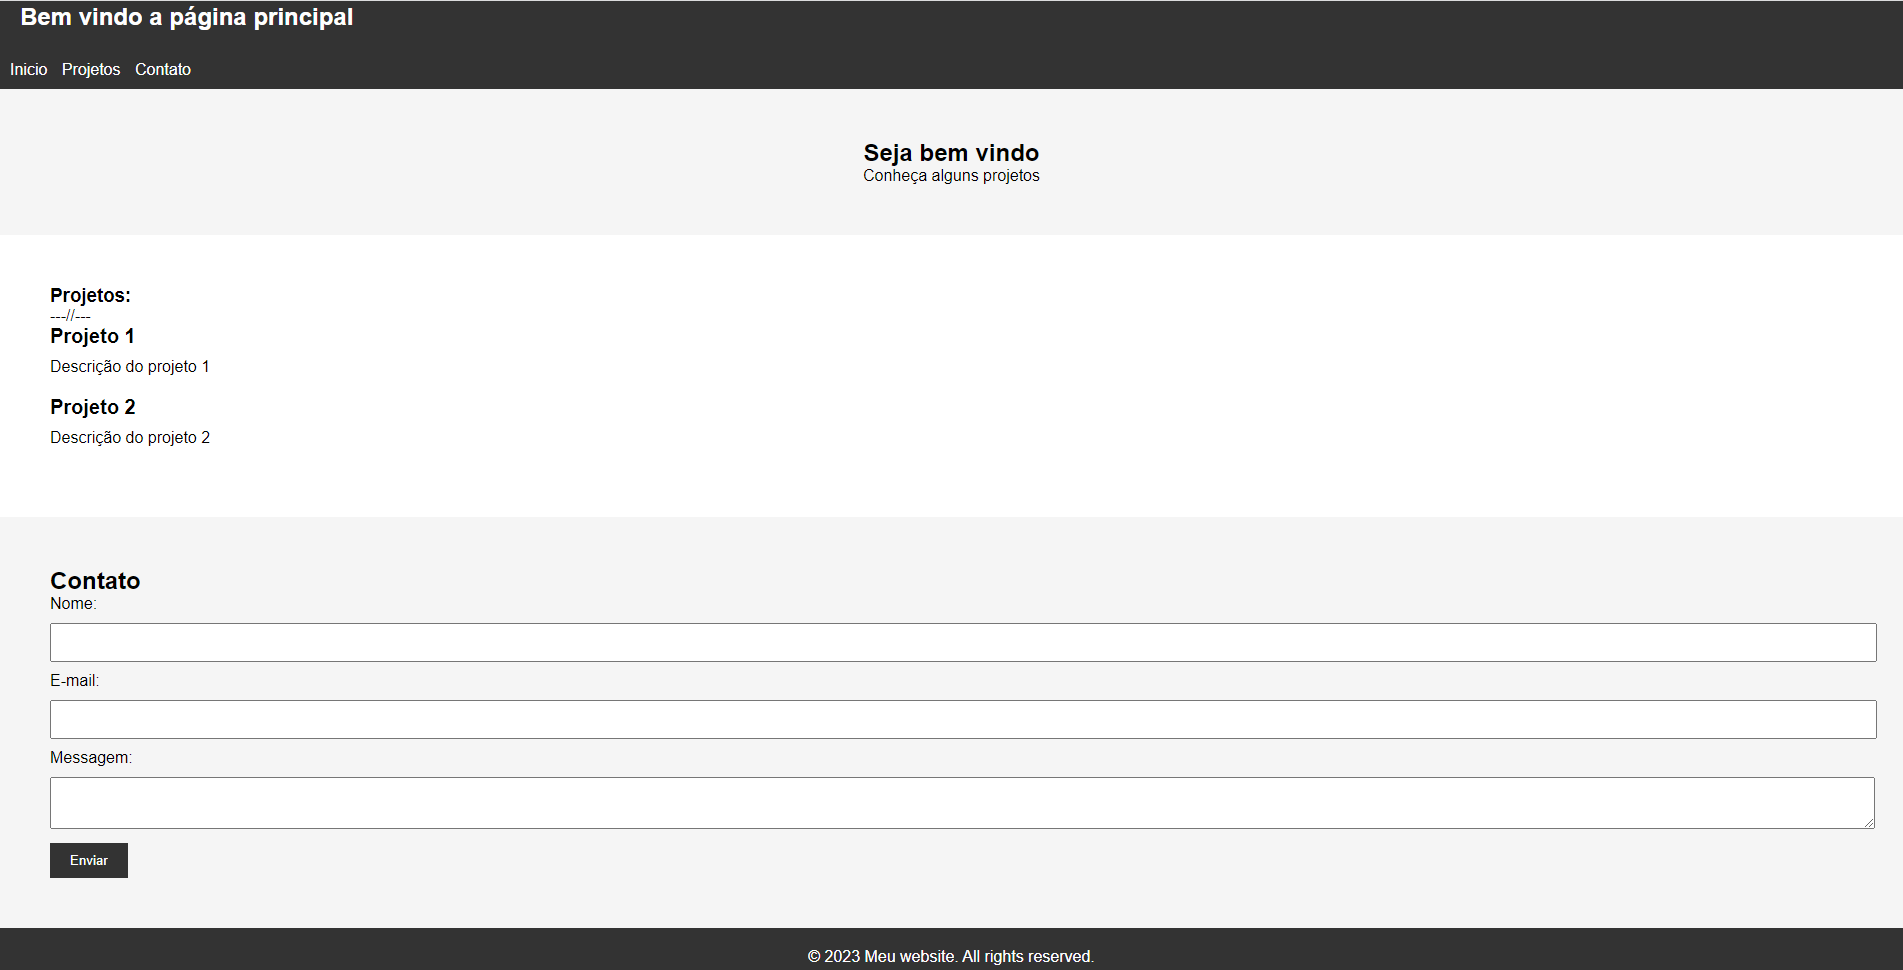 Bem vindo a página principal
Inicio Projetos Contato
Seja bem vindo
Conheça alguns projetos
Projetos:
---//---
Projeto 1
Descrição do projeto 1
Projeto 2
Descrição do projeto 2
Contato
Nome:
E-mail:
Messagem:
Enviar
© 2023 Meu website. All rights reserved.